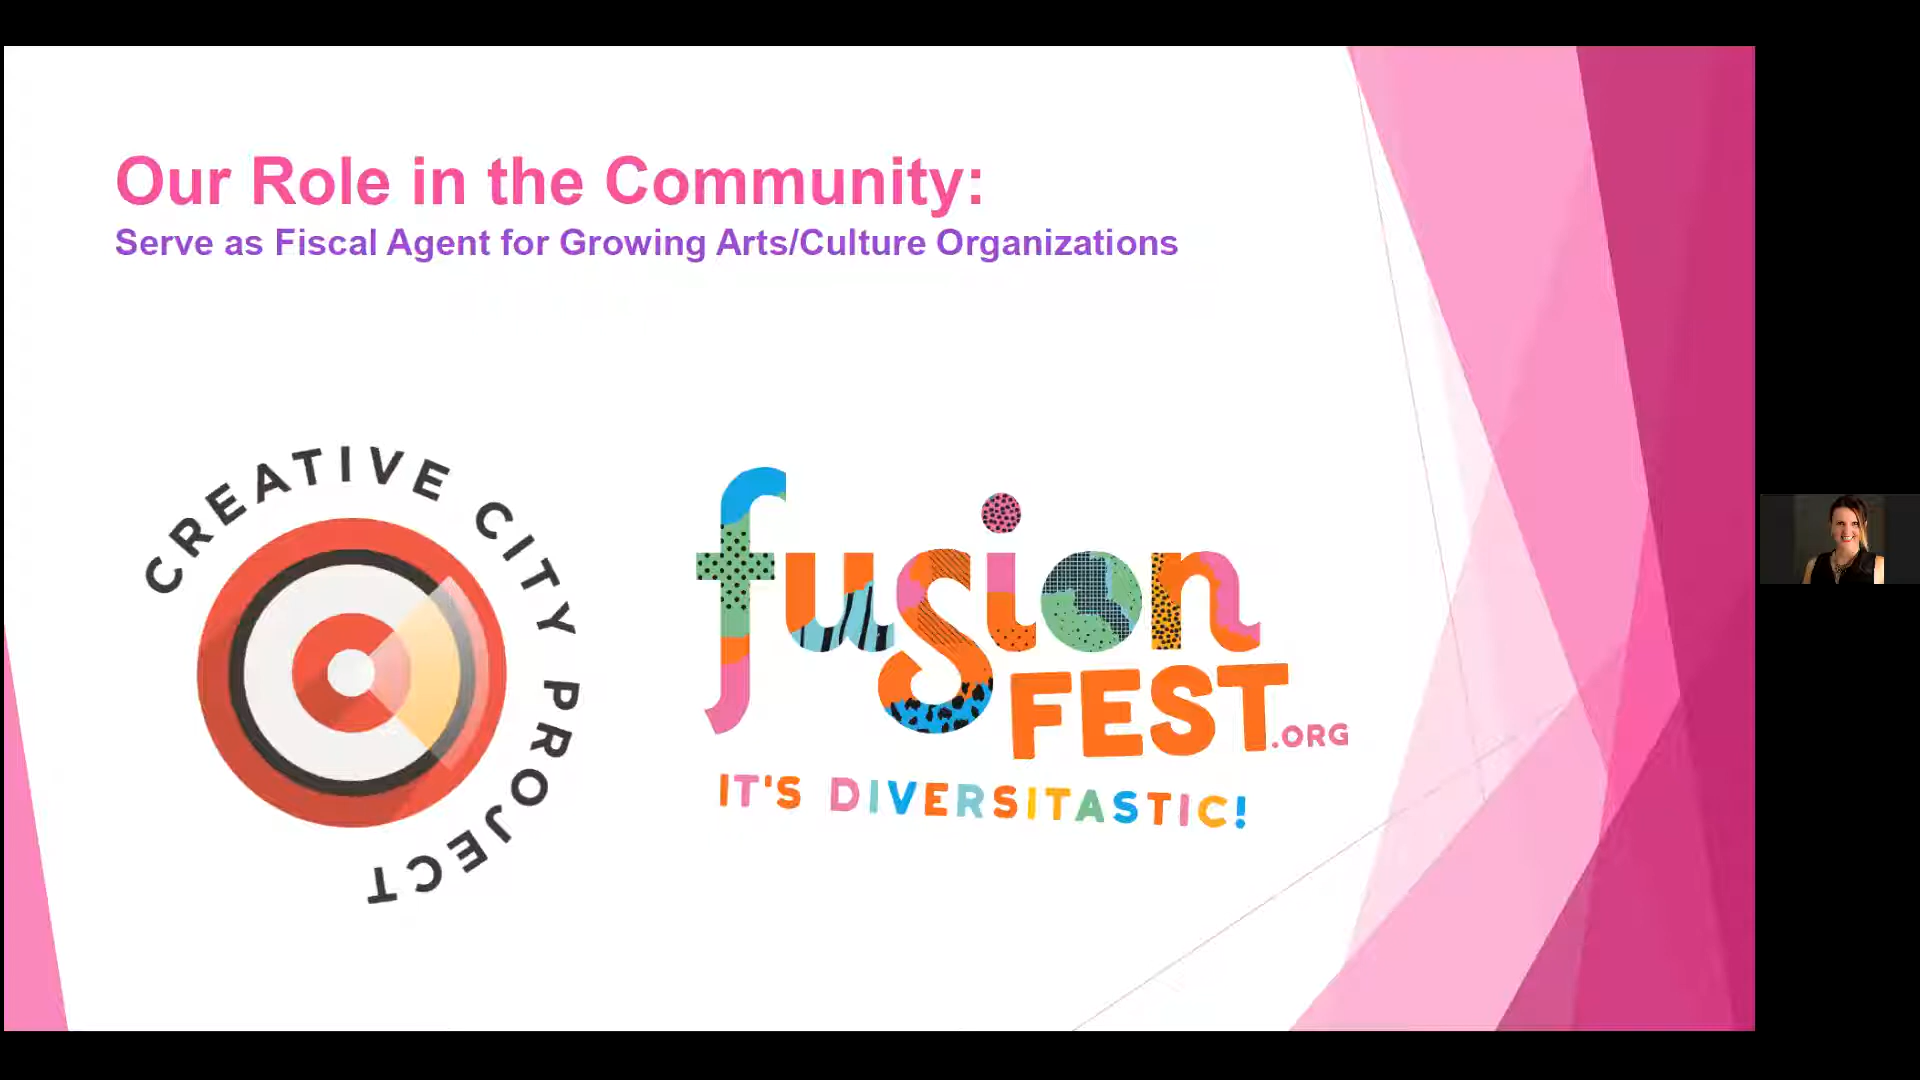 Our Role in the Community:
Serve as Fiscal Agent for Growing Arts/Culture Organizations
CREATIVE CITY PROJECT
fusion
FEST.ORG
IT'S DIVERSITASTIC!